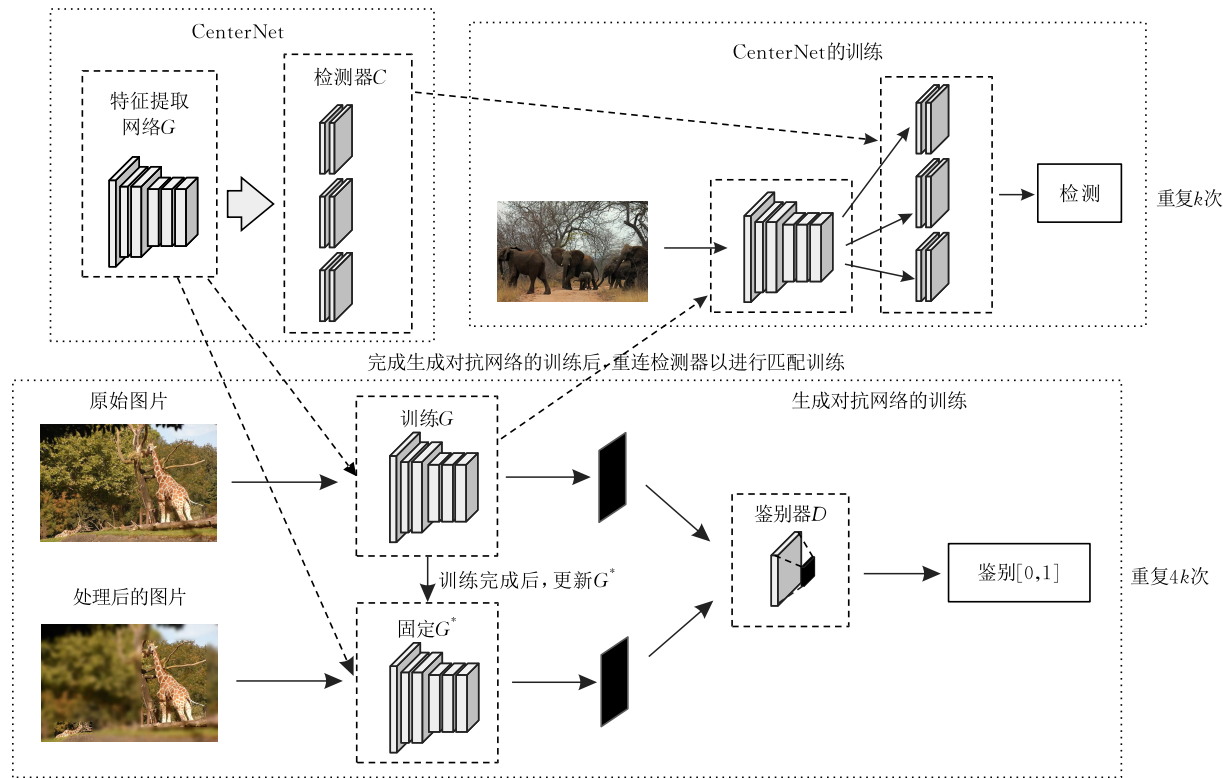 CenterNet
特征提取
网络G
检测器C
CenterNet的训练
检测
重复k次
完成生成对抗网络的训练后,重连检测器以进行匹配训练
原始图片
训练G
生成对抗网络的训练
鉴别器D
鉴别[0,1]
重复4k次
训练完成后,更新G*
处理后的图片
固定G*